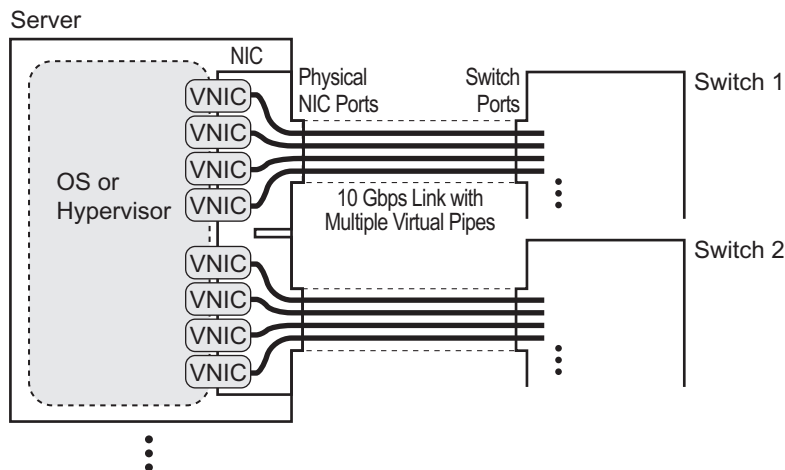 Server
NIC
Physical
NIC Ports
Switch
Ports
Switch 1
VNIC
VNIC
VNIC
VNIC
OS or
Hypervisor
10 Gbps Link with
Multiple Virtual Pipes
Switch 2
VNIC
VNIC
VNIC
VNIC